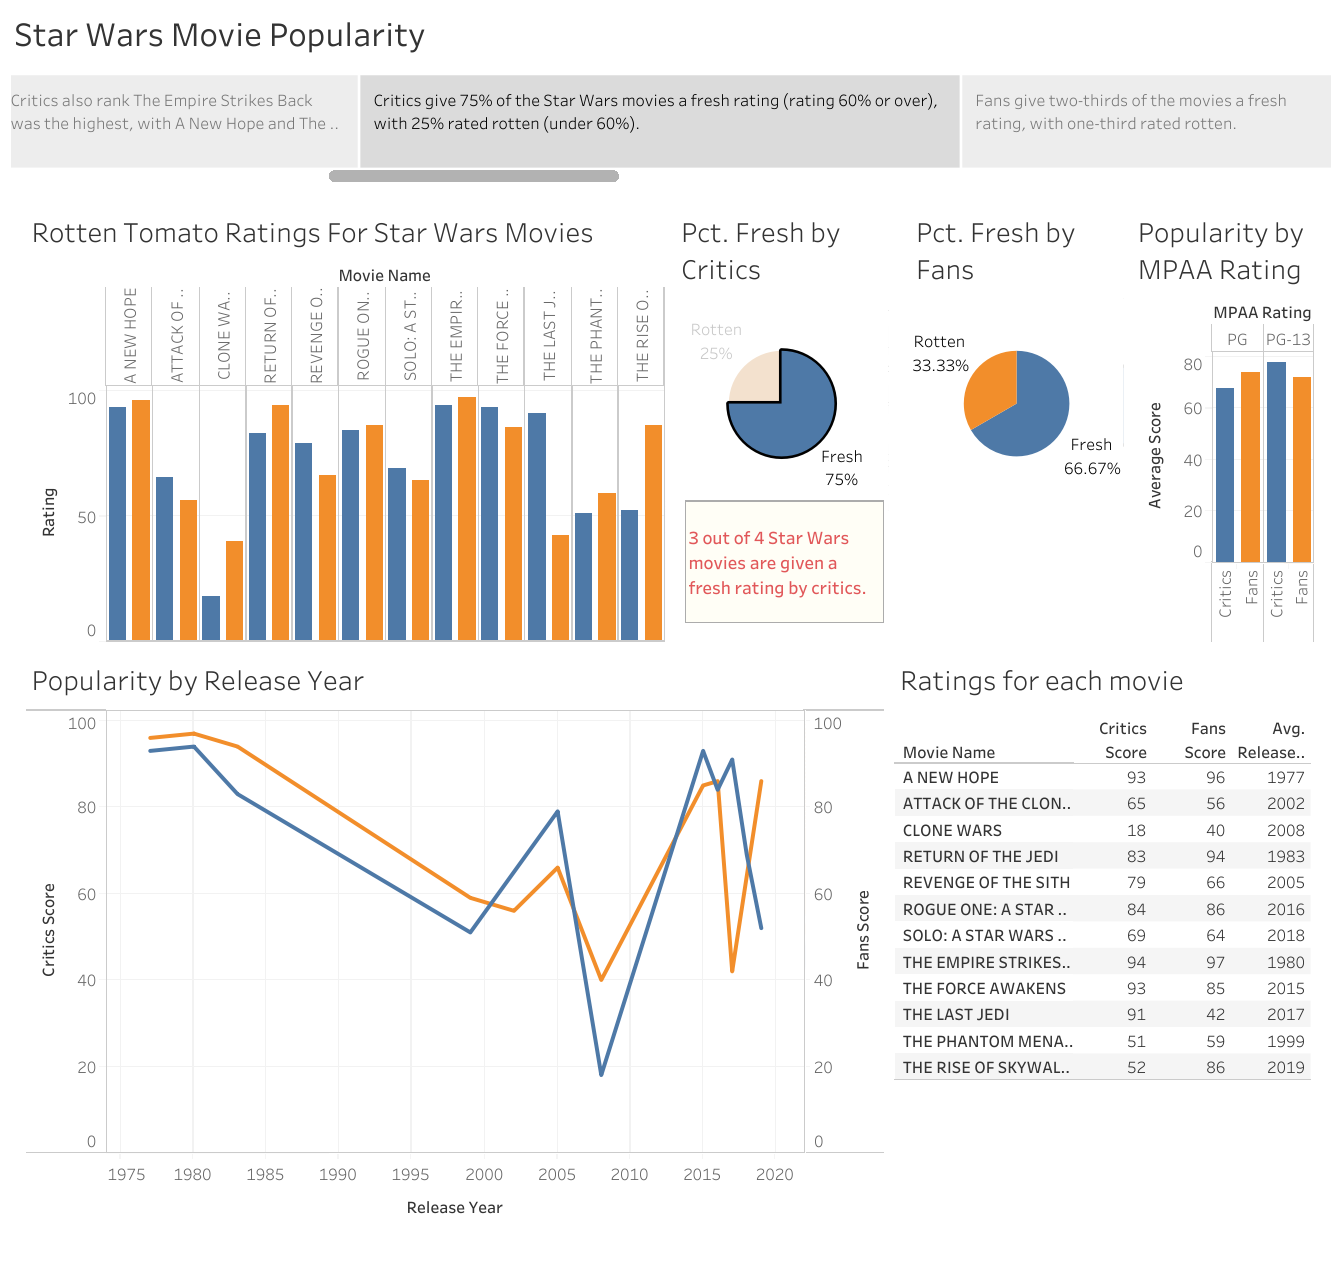 Star Wars Movie Popularity
Critics also rank The Empire Strikes Back
was the highest, with A New Hope and The ..
Critics give 75% of the Star Wars movies a fresh rating (rating 60% or over),
with 25% rated rotten (under 60%).
Fans give two-thirds of the movies a fresh
rating, with one-third rated rotten.
Rotten Tomato Ratings For Star Wars Movies
Movie Name
A NEW HOPE
ATTACK OF ..
CLONE WA..
RETURN OF..
REVENGE O..
ROGUE ON..
SOLO: A ST..
THE EMPIR..
THE FORCE ..
THE LAST J..
THE PHANT..
THE RISE O..
Rating
100
50
0
Pct. Fresh by
Critics
Rotten
25%
Fresh
75%
3 out of 4 Star Wars
movies are given a
fresh rating by critics.
Pct. Fresh by
Fans
Rotten
33.33%
Fresh
66.67%
Popularity by
MPAA Rating
MPAA Rating
PG PG-13
Average Score
80
60
40
20
0
Critics
Fans
Critics
Fans
Popularity by Release Year
Critics Score
100
80
60
40
20
0
100
80
60
40
20
0
Fans Score
1975 1980 1985 1990 1995 2000 2005 2010 2015 2020
Release Year
Ratings for each movie
Critics Fans Avg.
Movie Name Score Score Release..
A NEW HOPE 93 96 1977
ATTACK OF THE CLON.. 65 56 2002
CLONE WARS 18 40 2008
RETURN OF THE JEDI 83 94 1983
REVENGE OF THE SITH 79 66 2005
ROGUE ONE: A STAR .. 84 86 2016
SOLO: A STAR WARS .. 69 64 2018
THE EMPIRE STRIKES.. 94 97 1980
THE FORCE AWAKENS 93 85 2015
THE LAST JEDI 91 42 2017
THE PHANTOM MENA.. 51 59 1999
THE RISE OF SKYWAL.. 52 86 2019